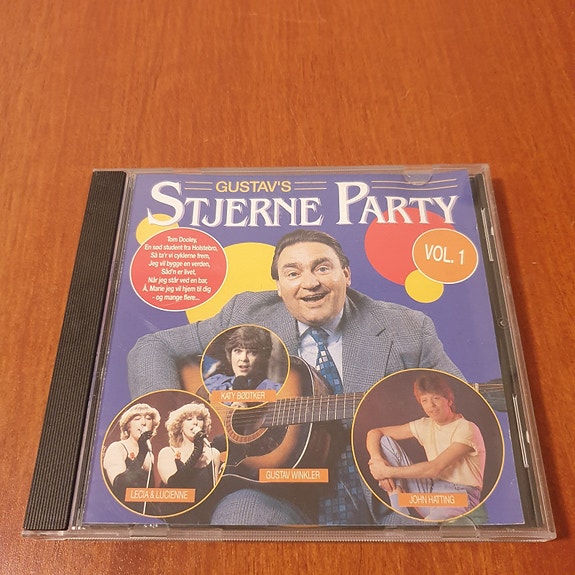 GUSTAV'S
STJERNE PARTY
VOL. 1
Tom Dooley,
En sød student fra Holstebro,
Så ta'r vi cyklerne frem,
Jeg vil bygge en verden,
Såd'n er livet,
Når jeg står ved en bar,
Å, Marie jeg vil hjem til dig
- og mange flere...
KATY BØDTKER
LECIA & LUCIENNE
GUSTAV WINKLER
JOHN HATTING